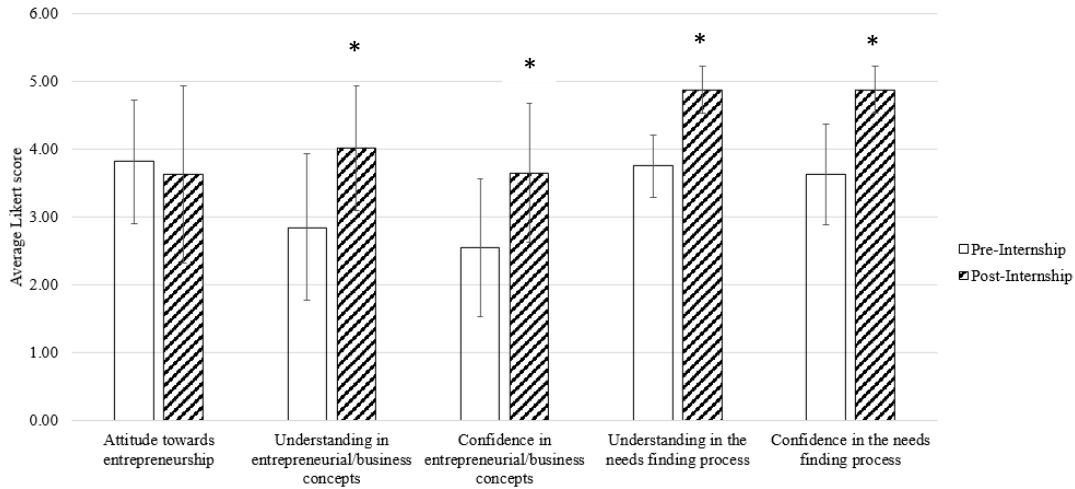 6.00
*
*
*
*
5.00
4.00
3.00
2.00
1.00
0.00
Average Likert score
Pre-Internship
Post-Internship
Attitude towards
entrepreneurship
Understanding in
entrepreneurial/business
concepts
Confidence in
entrepreneurial/business
concepts
Understanding in the
needs finding process
Confidence in the needs
finding process